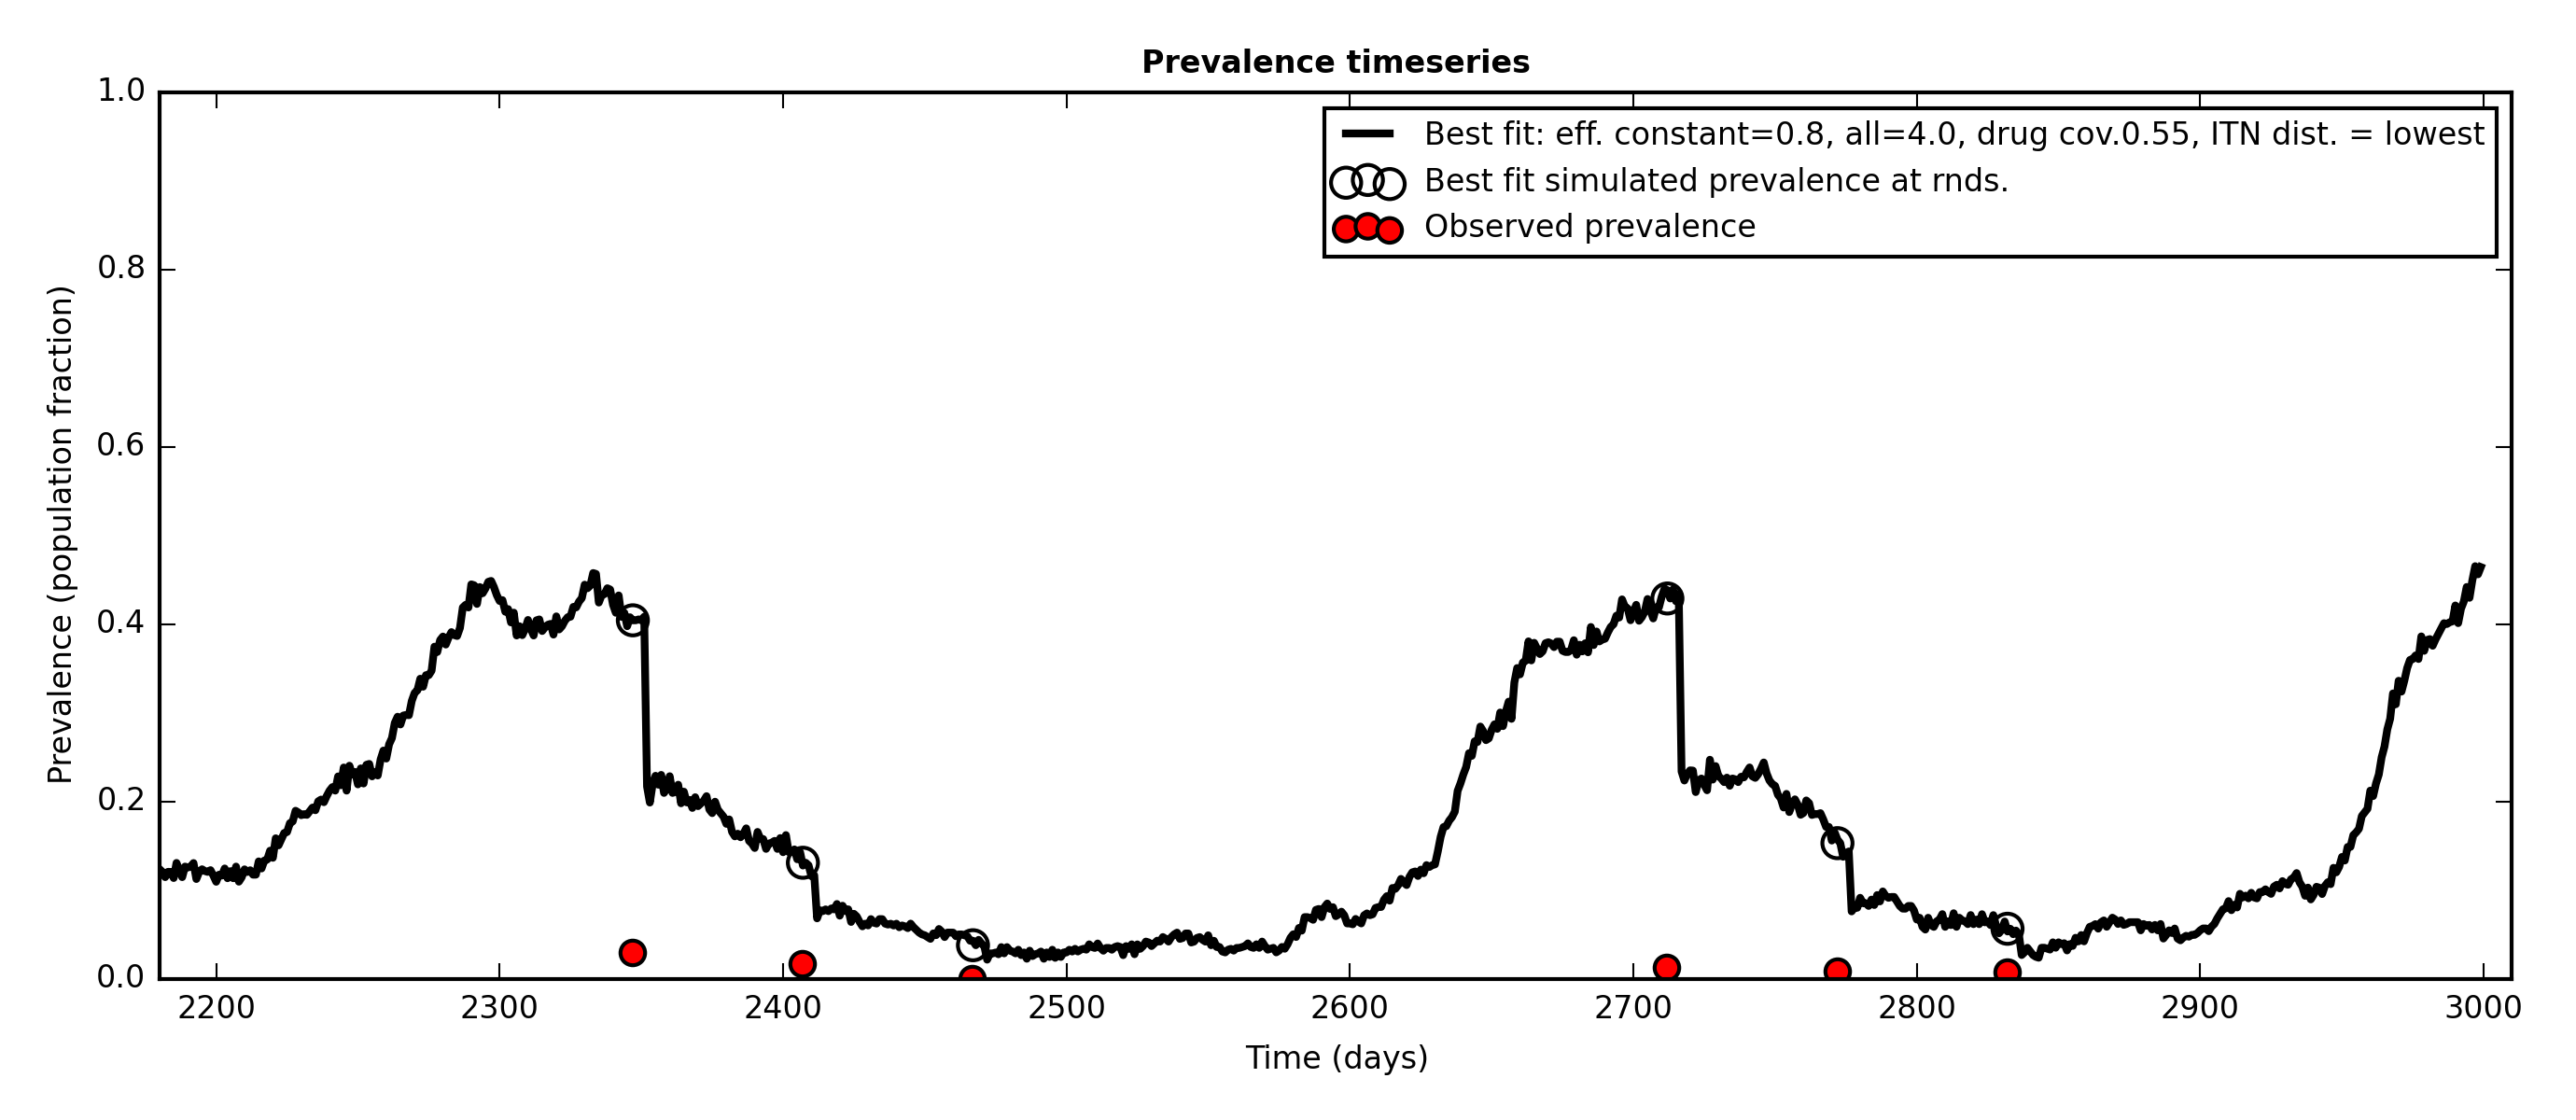 Prevalence timeseries
1.0
0.8
0.6
0.4
0.2
0.0
Prevalence (population fraction)
Best fit: eff. constant=0.8, all=4.0, drug cov.0.55, ITN dist. = lowest
Best fit simulated prevalence at rnds.
Observed prevalence
2200 2300 2400 2500 2600 2700 2800 2900 3000
Time (days)